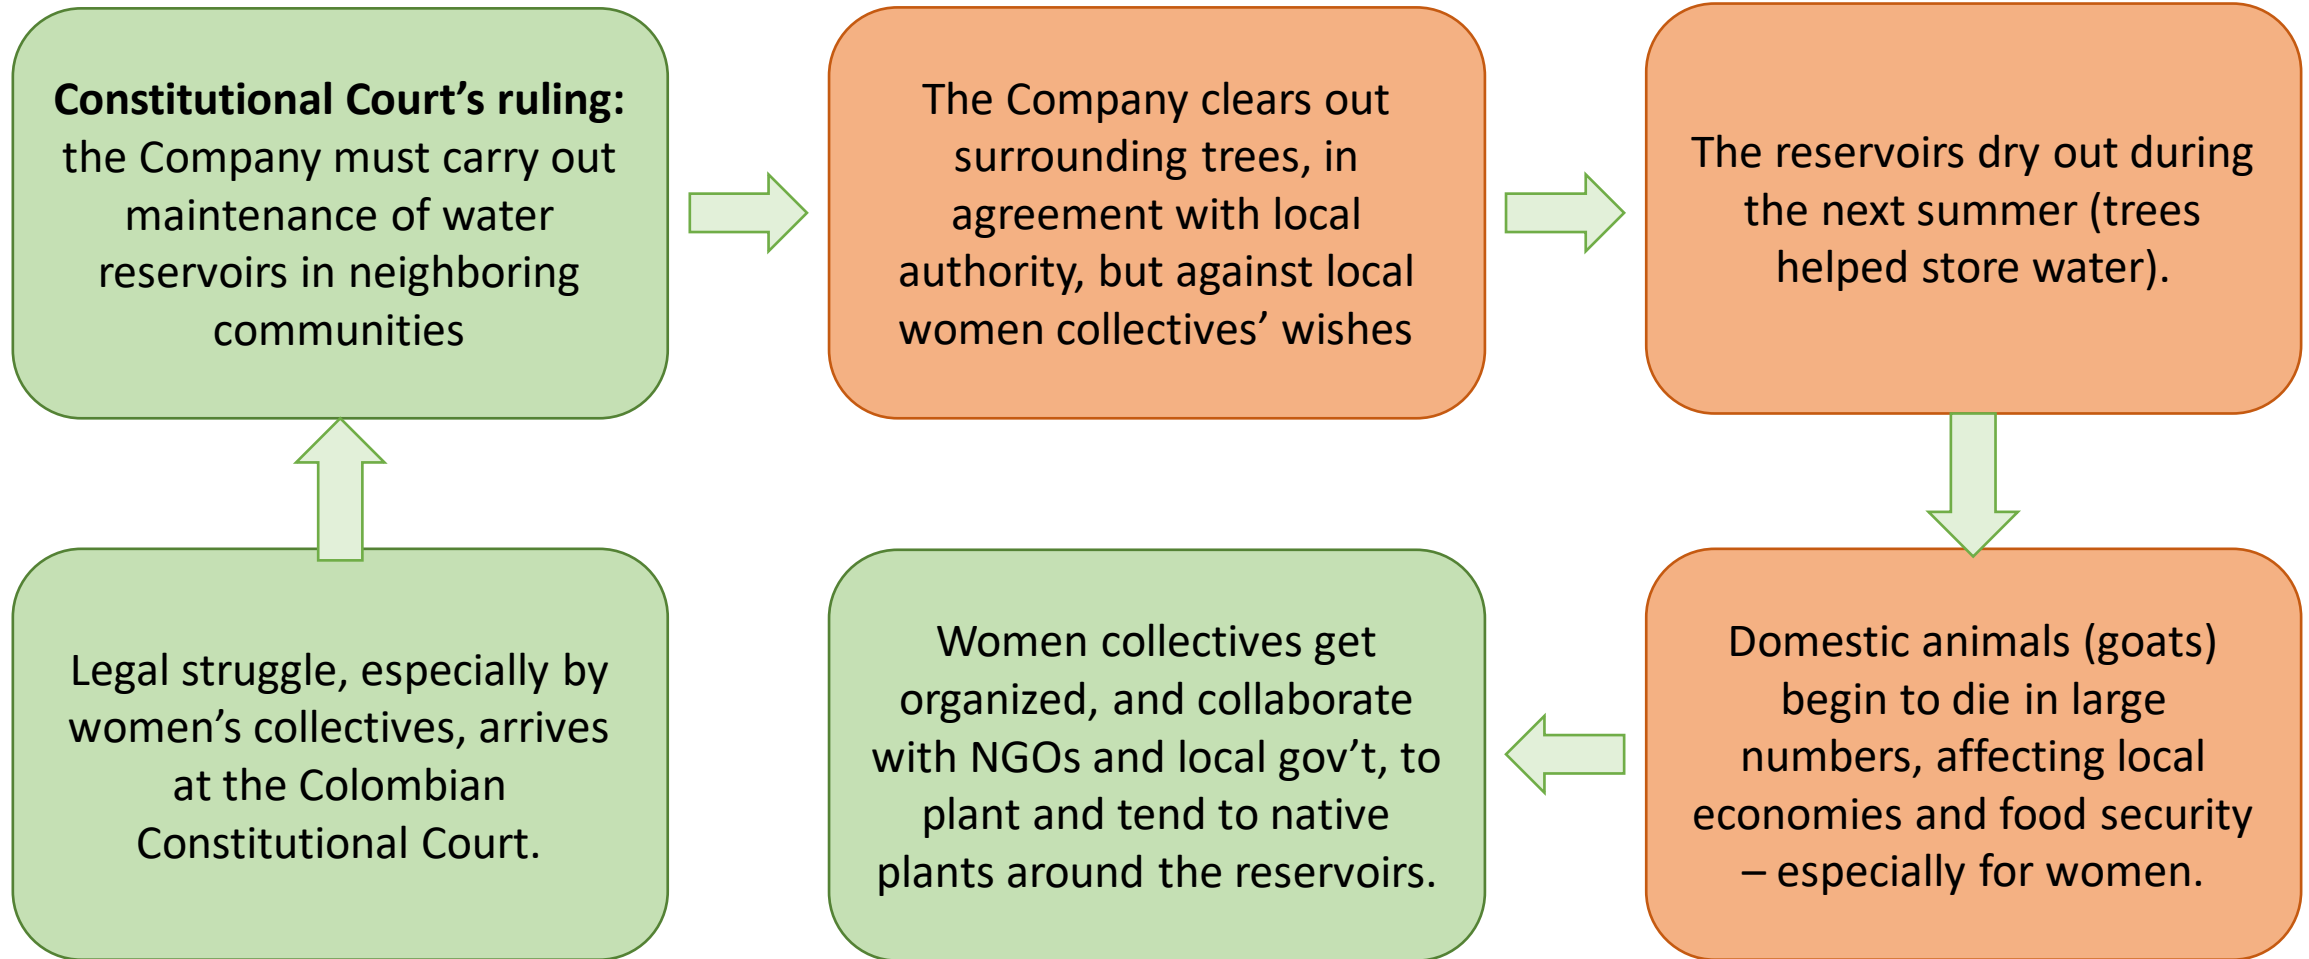 Constitutional Court’s ruling:
the Company must carry out
maintenance of water
reservoirs in neighboring
communities
The Company clears out
surrounding trees, in
agreement with local
authority, but against local
women collectives’ wishes
The reservoirs dry out during
the next summer (trees
helped store water).
Legal struggle, especially by
women’s collectives, arrives
at the Colombian
Constitutional Court.
Women collectives get
organized, and collaborate
with NGOs and local gov’t, to
plant and tend to native
plants around the reservoirs.
Domestic animals (goats)
begin to die in large
numbers, affecting local
economies and food security
– especially for women.